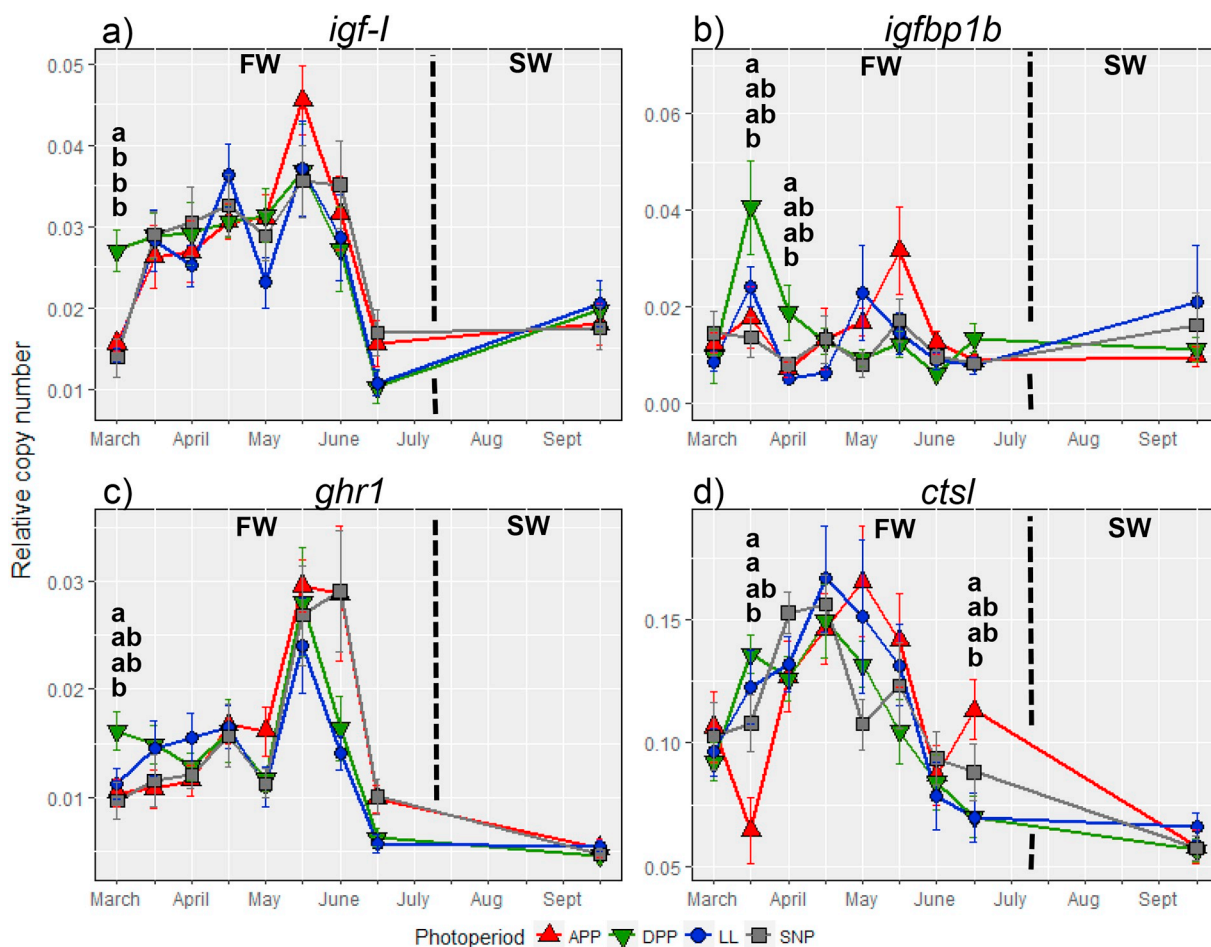 a) igf-I
b) igfbp1b
FW SW
FW SW
0.05
0.04
0.03
0.02
0.01
a
b
b
b
0.06
0.04
0.02
0.00
a
ab
ab
b
a
ab
ab
b
March April May June July Aug Sept
March April May June July Aug Sept
c) ghr1
d) ctsl
FW SW
FW SW
0.03
0.02
0.01
a
ab
ab
b
0.15
0.10
0.05
a
a
ab
b
a
ab
ab
b
March April May June July Aug Sept
March April May June July Aug Sept
Relative copy number
Photoperiod APP DPP LL SNP